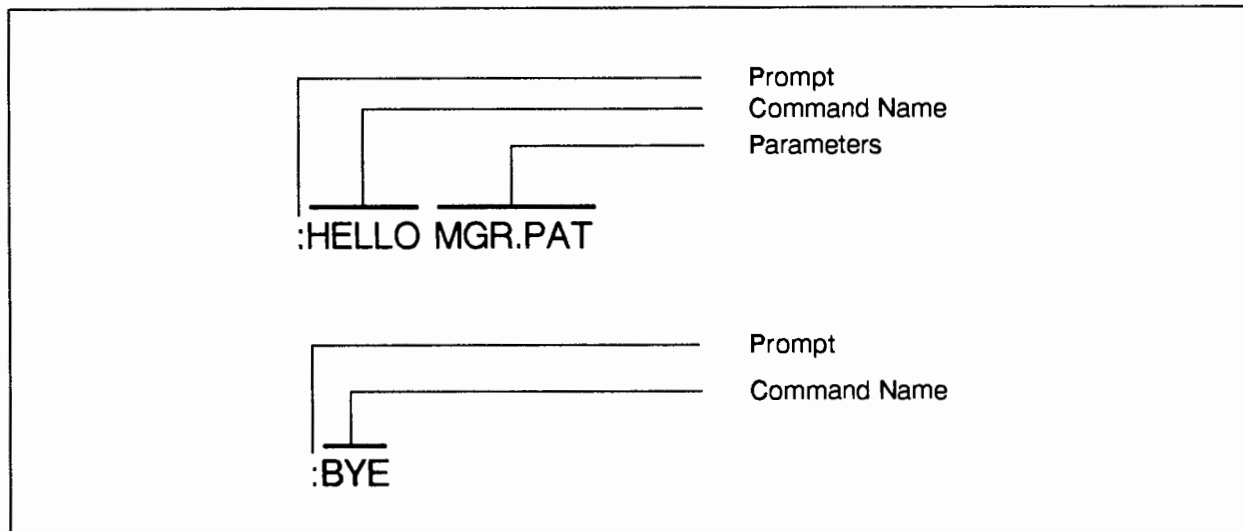 Prompt
Command Name
Parameters
:HELLO MGR.PAT
Prompt
Command Name
:BYE